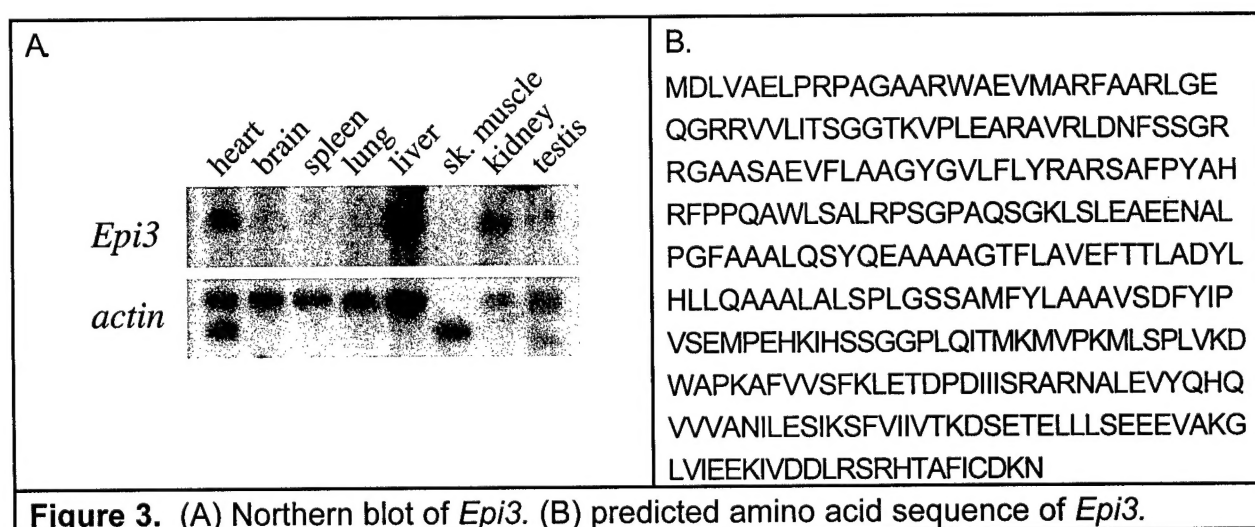 A.
heart brain spleen lung liver sk. muscle kidney testis
Epi3
actin
B.
MDLVAELPRPAGAARWAEVMARFAARLGE
QGRRVVLITSGGTKVPLEARAVRLDNFSSGR
RGAASAEVFLAAGYGVLFLYRARSAFPYAH
RFPPQAWLSALRPSGPAQSGKLSLEAEENAL
PGFAAALQSYQEAAAAGTFLAVEFTTLADYL
HLLQAAALALSPLGSSAMFYLAAAVSDFYIP
VSEMPEHKIHSSGGPLQITMKMVPKMLSPLVKD
WAPKAFVVSFKLETDPDIIISRARNALEVYQHQ
VVVANILESIKSFVIIVTKDSETELLLSEEEVAKG
LVIEEKIVDDLRSRHTAFICDKN
Figure 3. (A) Northern blot of Epi3. (B) predicted amino acid sequence of Epi3.